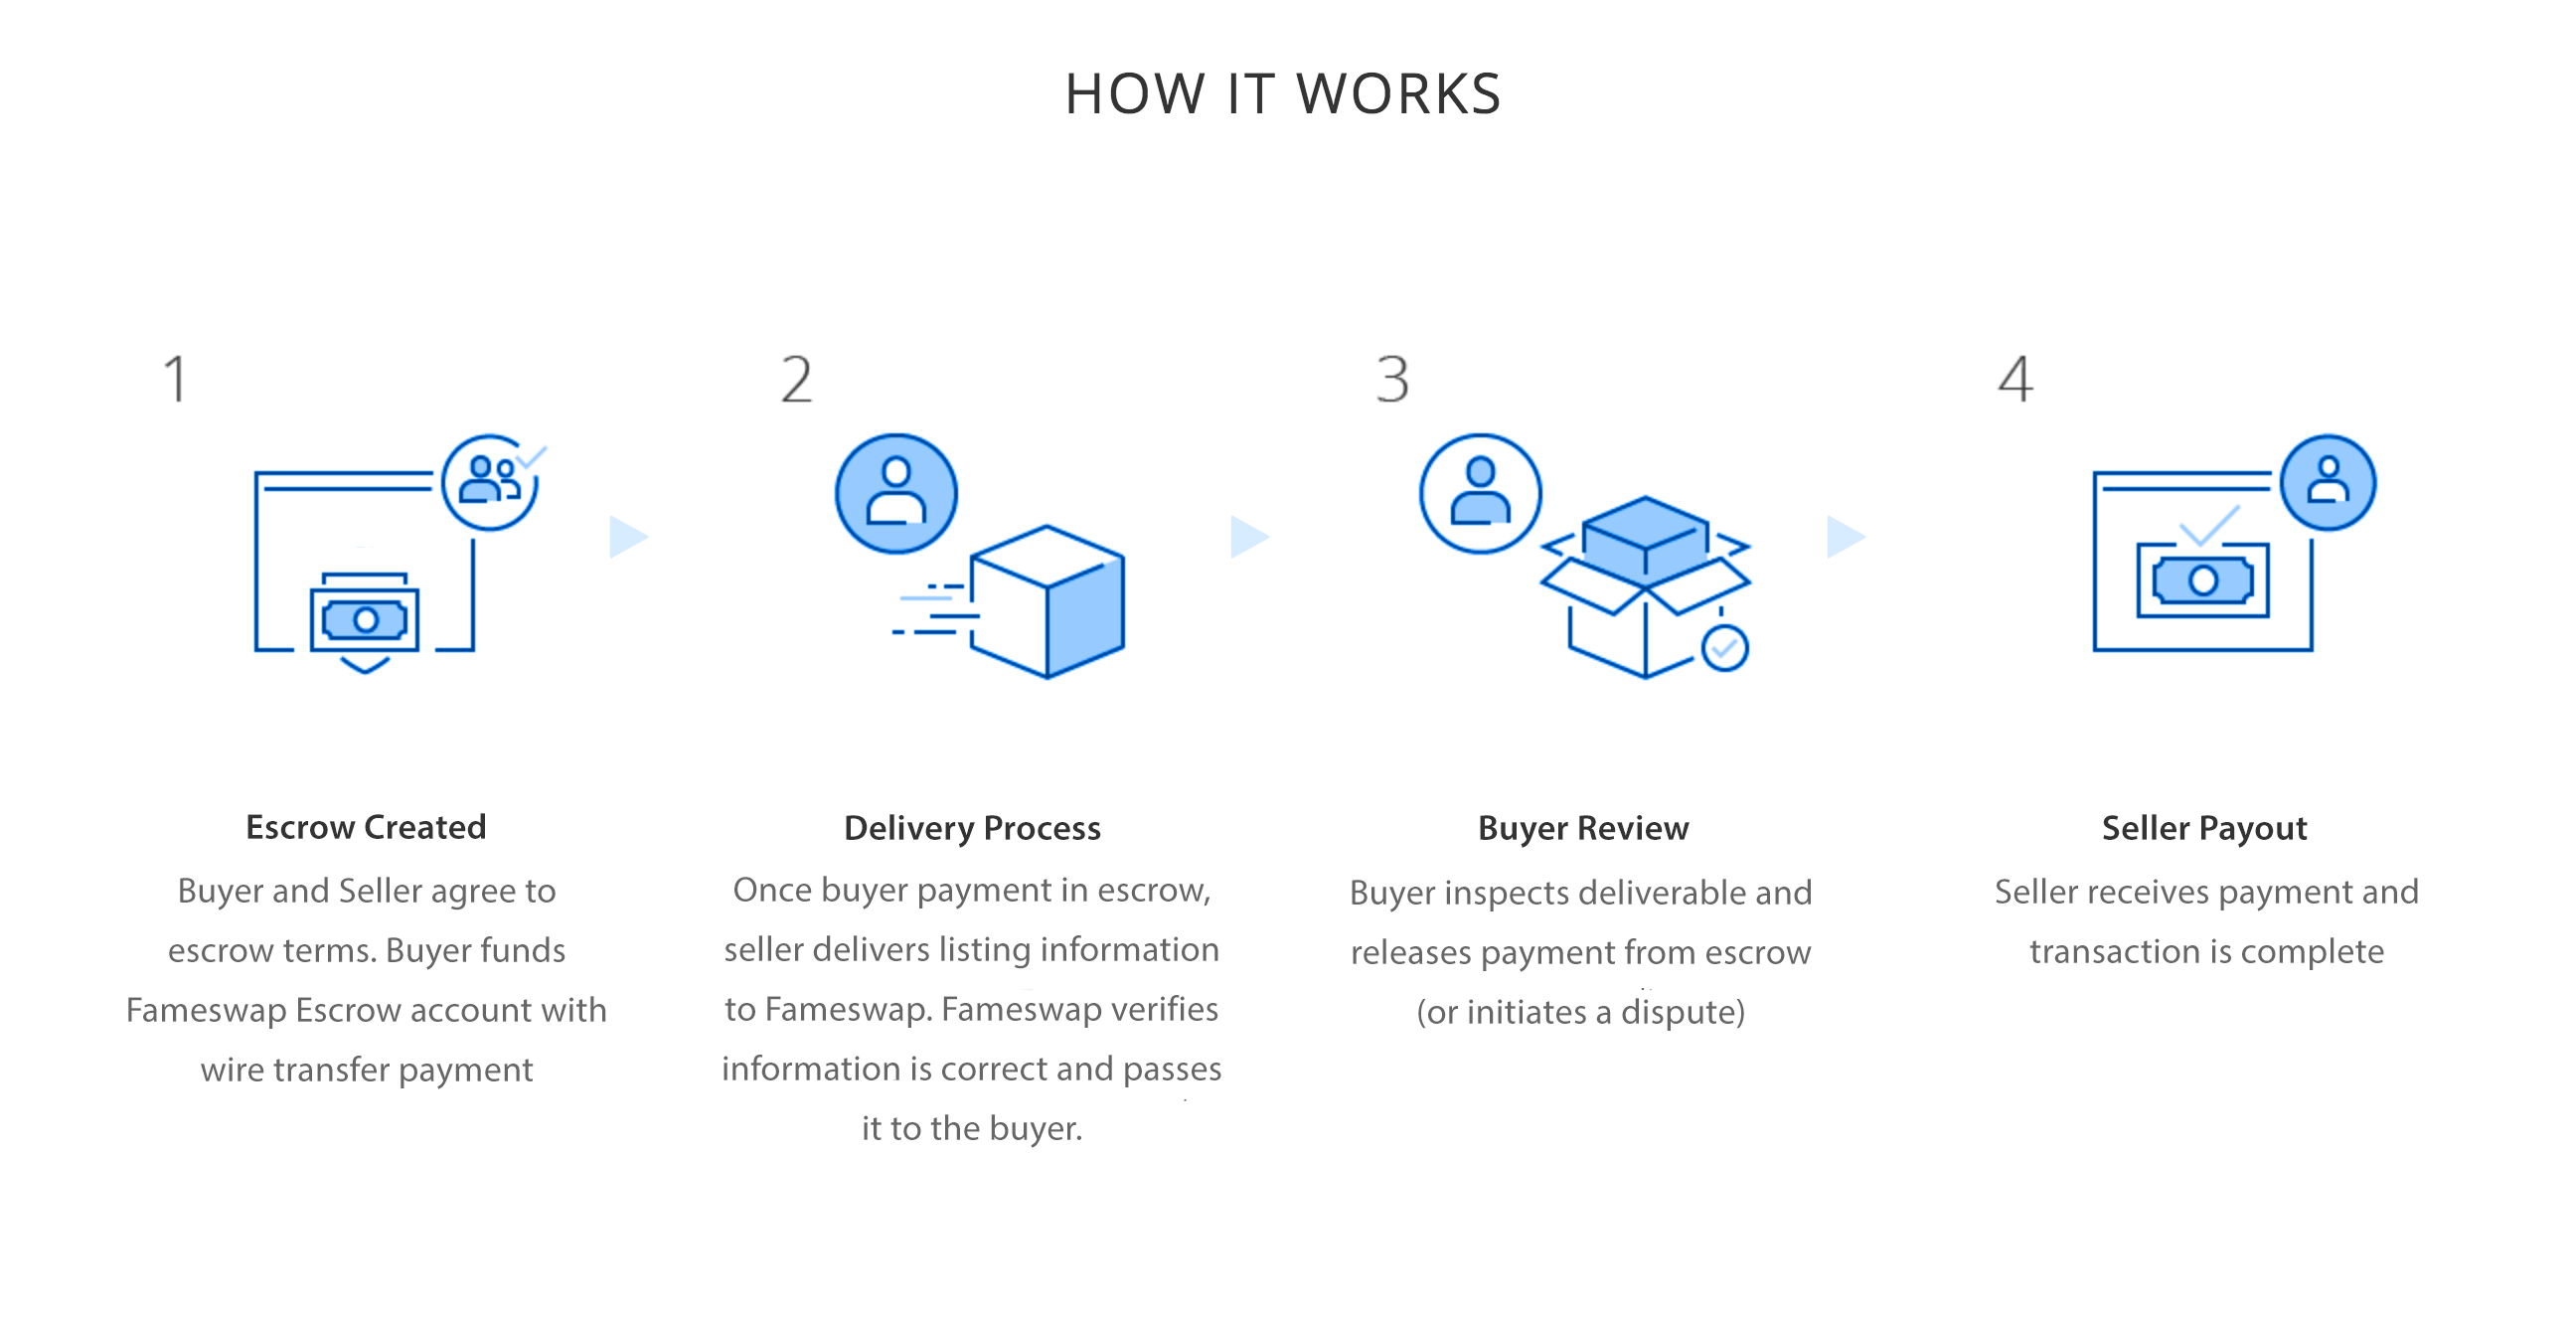 HOW IT WORKS
1
2
3
4
Escrow Created
Buyer and Seller agree to
escrow terms. Buyer funds
Fameswap Escrow account with
wire transfer payment
Delivery Process
Once buyer payment in escrow,
seller delivers listing information
to Fameswap. Fameswap verifies
information is correct and passes
it to the buyer.
Buyer Review
Buyer inspects deliverable and
releases payment from escrow
(or initiates a dispute)
Seller Payout
Seller receives payment and
transaction is complete